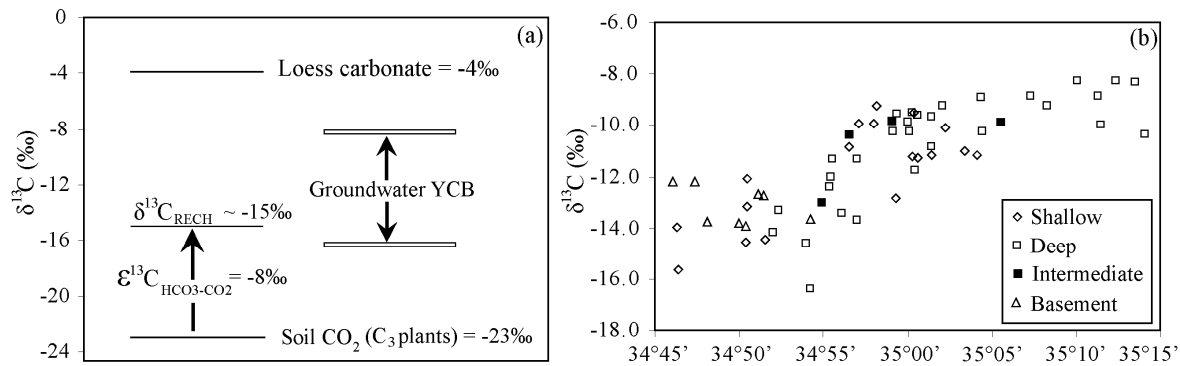 0
-4
-8
-12
-16
-20
-24
δ¹³C (‰)
(a)
Loess carbonate = -4‰
Groundwater YCB
δ¹³C_RECH ~ -15‰
ε¹³C_HCO3-CO2 = -8‰
Soil CO₂ (C₃ plants) = -23‰
-6.0
-8.0
-10.0
-12.0
-14.0
-16.0
-18.0
δ¹³C (‰)
(b)
Shallow
Deep
Intermediate
Basement
34°45' 34°50' 34°55' 35°00' 35°05' 35°10' 35°15'